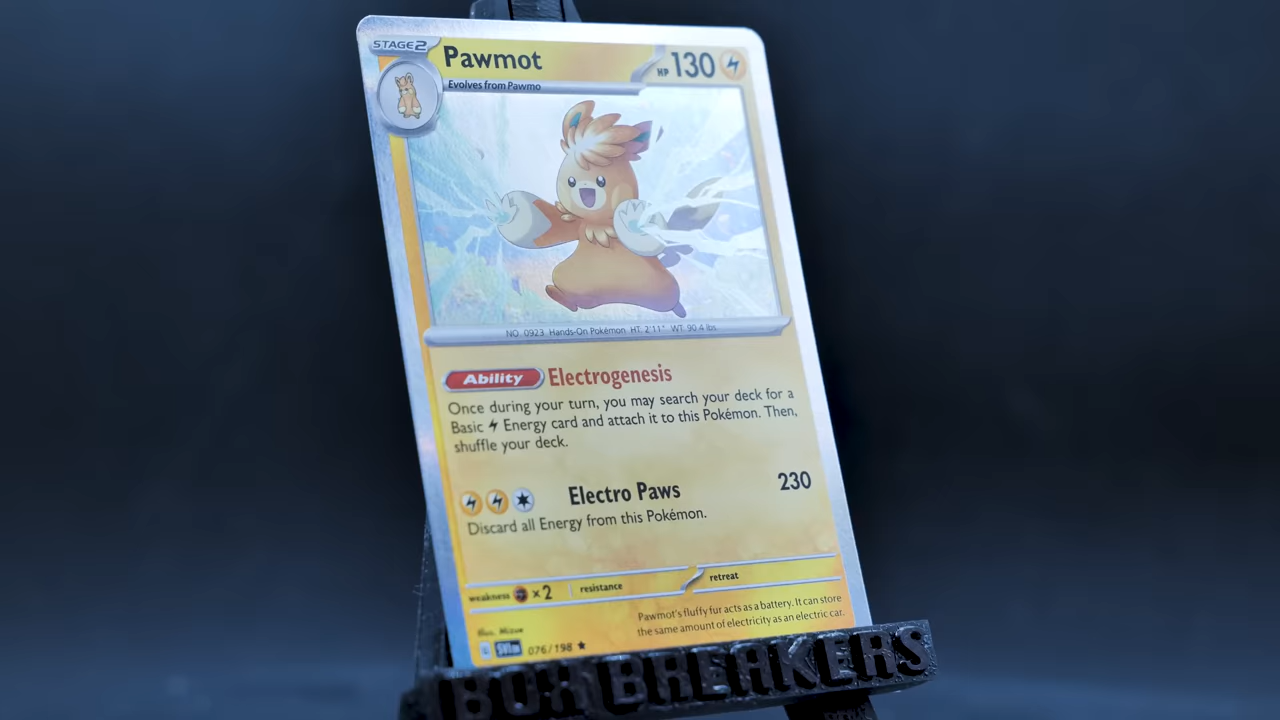 STAGE2
Pawmot
HP 130
Evolves from Pawmo
NO. 0923 Hands-On Pokémon HT: 2'11" WT: 90.4 lbs.
Ability Electrogenesis
Once during your turn, you may search your deck for a
Basic Energy card and attach it to this Pokémon. Then,
shuffle your deck.
Electro Paws 230
Discard all Energy from this Pokémon.
weakness ×2 resistance retreat
Pawmot's fluffy fur acts as a battery. It can store
the same amount of electricity as an electric car.
Illus. Mizue
SVI EN 076/198
BOX BREAKERS